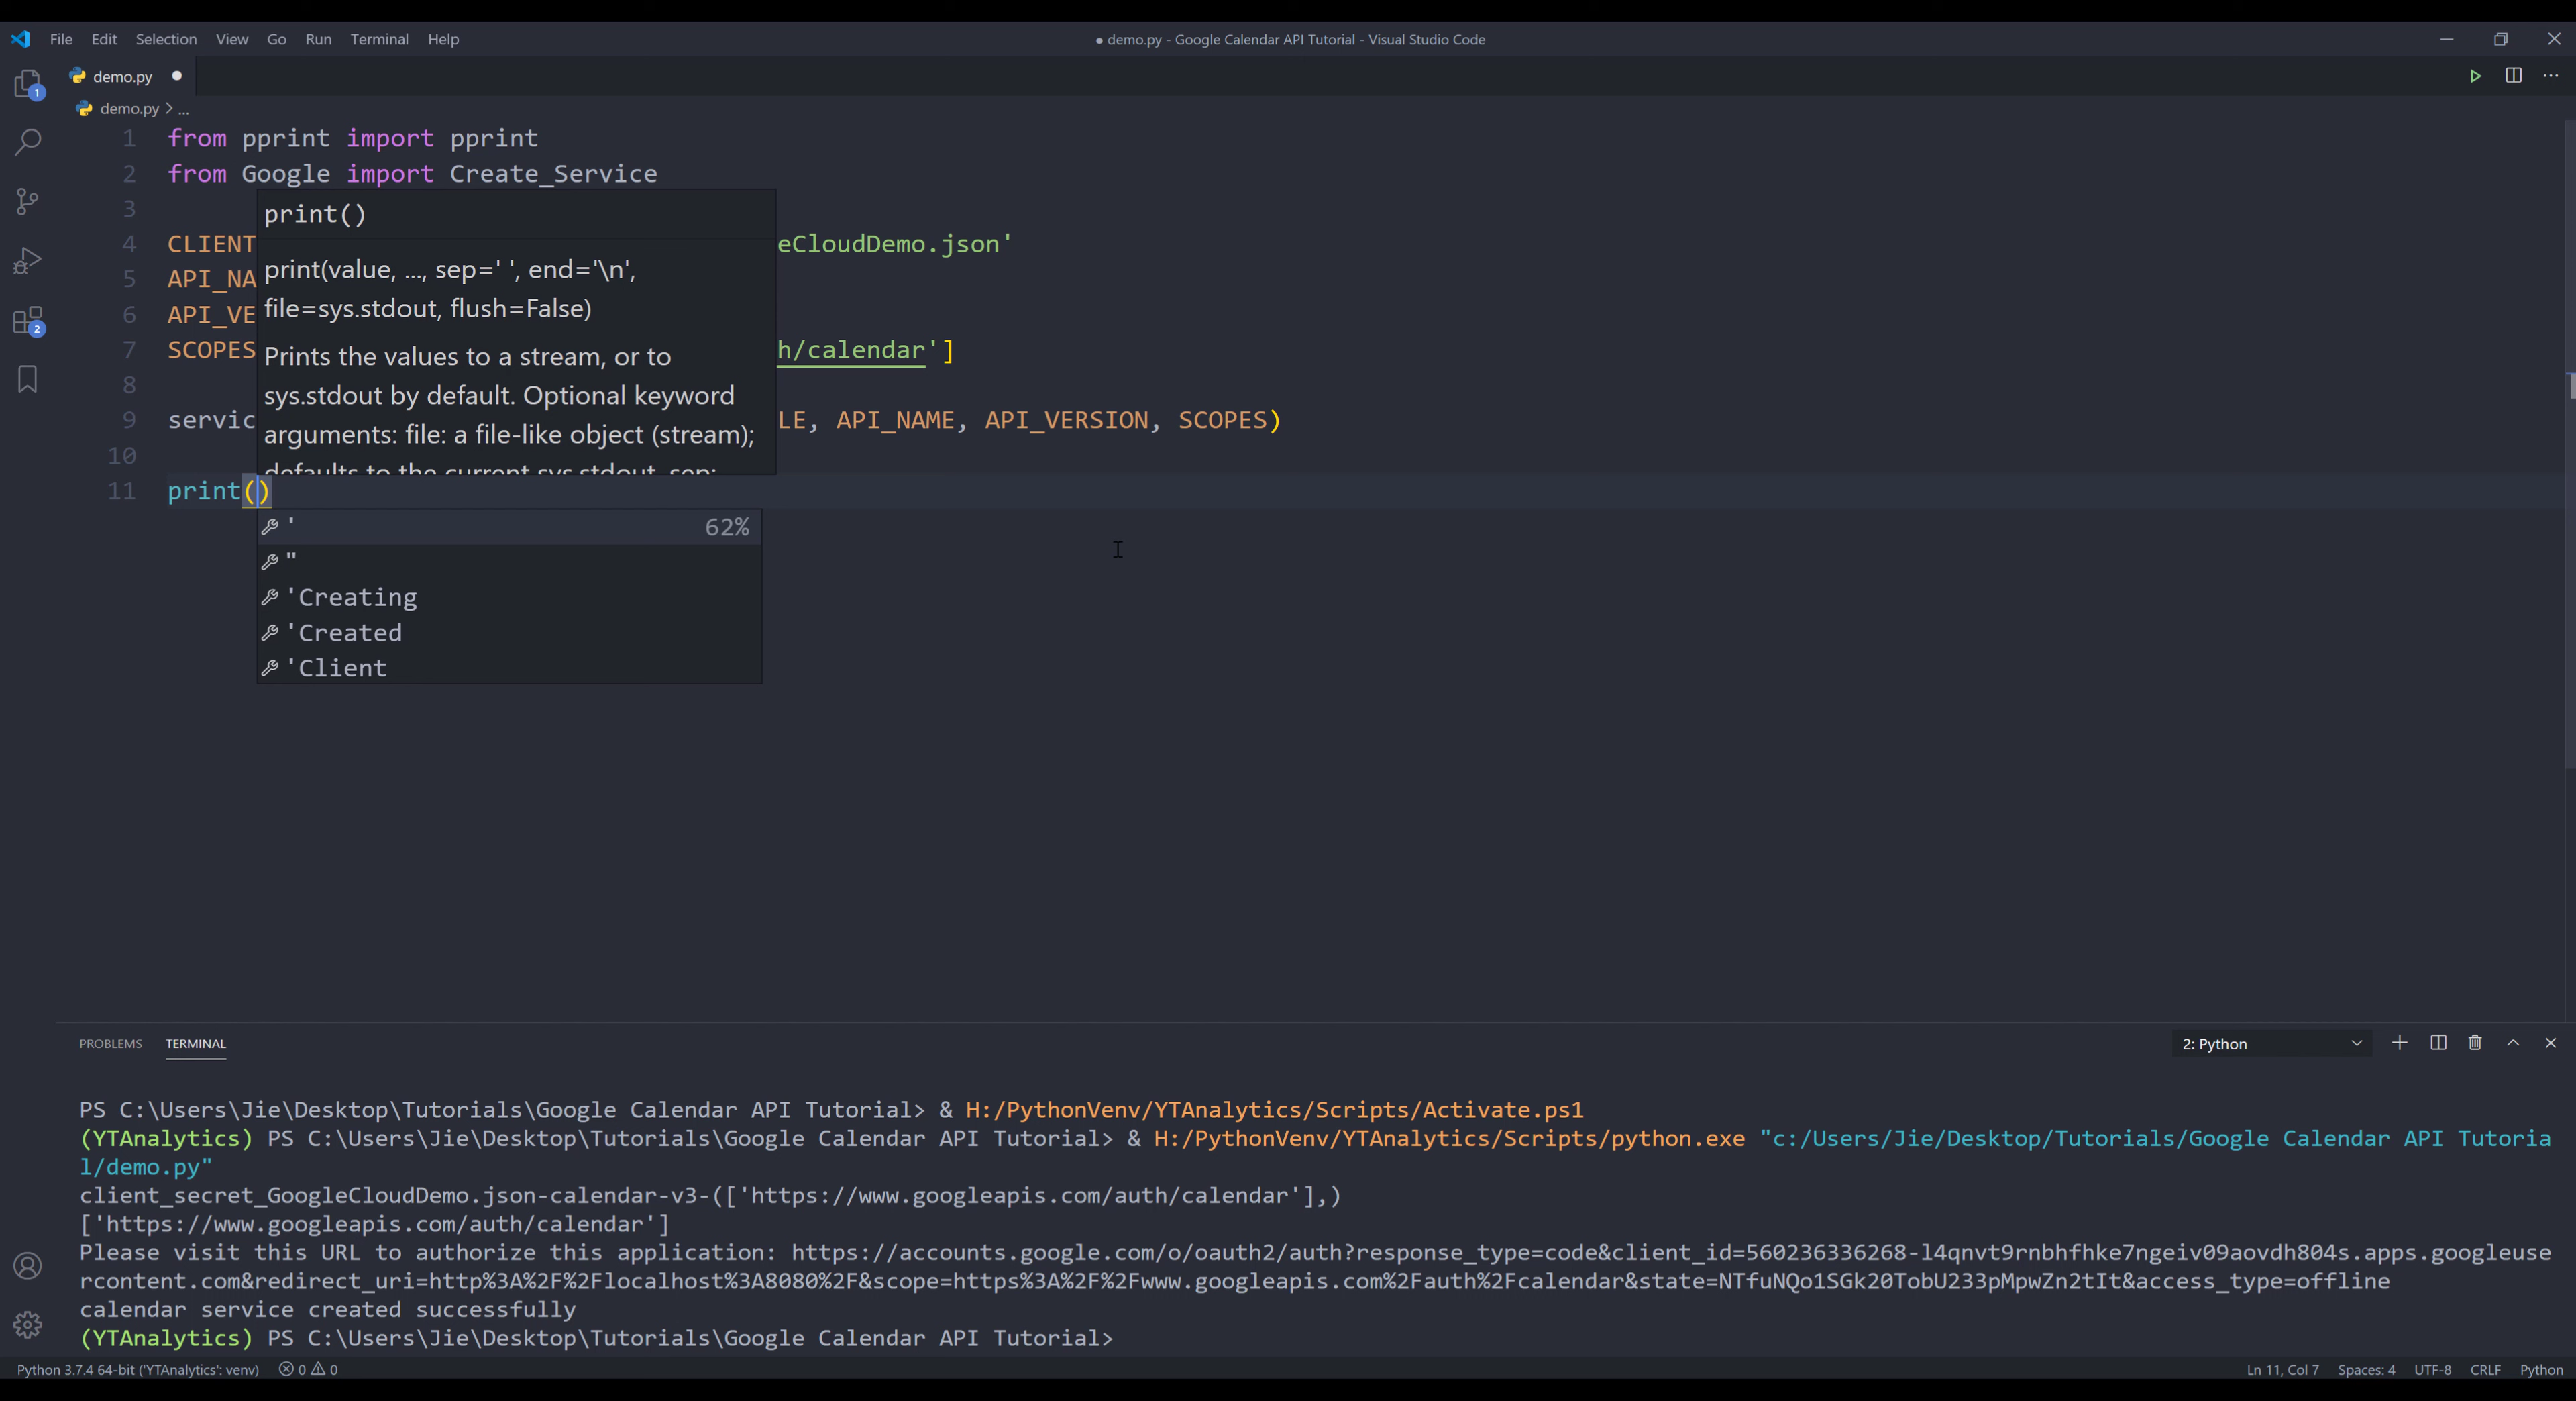 File Edit Selection View Go Run Terminal Help
● demo.py - Google Calendar API Tutorial - Visual Studio Code
demo.py
demo.py > ...
1
2
1 from pprint import pprint
2 from Google import Create_Service
3
4 CLIENT eCloudDemo.json'
5 API_NA
6 API_VE
7 SCOPES h/calendar']
8
9 servic LE, API_NAME, API_VERSION, SCOPES)
10
11 print()
print()
print(value, ..., sep=' ', end='\n',
file=sys.stdout, flush=False)
Prints the values to a stream, or to
sys.stdout by default. Optional keyword
arguments: file: a file-like object (stream);
defaults to the current sys.stdout. sep:
' 62%
"
'Creating
'Created
'Client
PROBLEMS TERMINAL
2: Python
PS C:\Users\Jie\Desktop\Tutorials\Google Calendar API Tutorial> & H:/PythonVenv/YTAnalytics/Scripts/Activate.ps1
(YTAnalytics) PS C:\Users\Jie\Desktop\Tutorials\Google Calendar API Tutorial> & H:/PythonVenv/YTAnalytics/Scripts/python.exe "c:/Users/Jie/Desktop/Tutorials/Google Calendar API Tutoria
l/demo.py"
client_secret_GoogleCloudDemo.json-calendar-v3-(['https://www.googleapis.com/auth/calendar'],)
['https://www.googleapis.com/auth/calendar']
Please visit this URL to authorize this application: https://accounts.google.com/o/oauth2/auth?response_type=code&client_id=560236336268-l4qnvt9rnbhfhke7ngeiv09aovdh804s.apps.googleuse
rcontent.com&redirect_uri=http%3A%2F%2Flocalhost%3A8080%2F&scope=https%3A%2F%2Fwww.googleapis.com%2Fauth%2Fcalendar&state=NTfuNQo1SGk20TobU233pMpwZn2tIt&access_type=offline
calendar service created successfully
(YTAnalytics) PS C:\Users\Jie\Desktop\Tutorials\Google Calendar API Tutorial>
Python 3.7.4 64-bit ('YTAnalytics': venv) 0 0
Ln 11, Col 7 Spaces: 4 UTF-8 CRLF Python